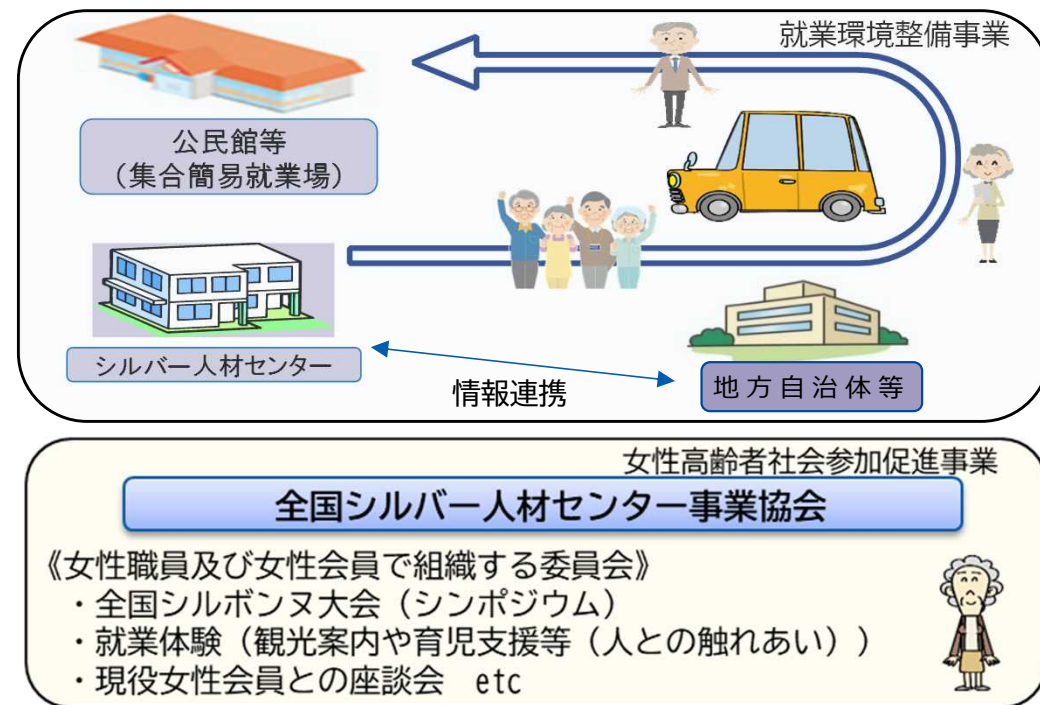 就業環境整備事業
公民館等
（集合簡易就業場）
シルバー人材センター
情報連携
地方自治体等
女性高齢者社会参加促進事業
全国シルバー人材センター事業協会
《女性職員及び女性会員で組織する委員会》
・全国シルボンヌ大会（シンポジウム）
・就業体験（観光案内や育児支援等（人との触れあい））
・現役女性会員との座談会　etc